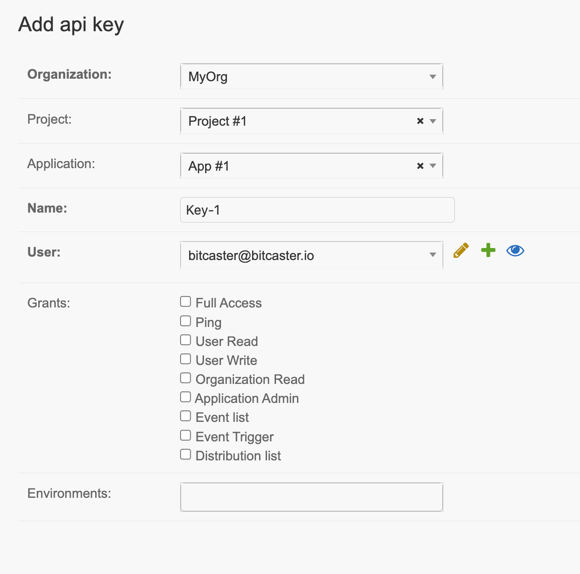 Add api key
Organization: MyOrg
Project: Project #1
Application: App #1
Name: Key-1
User: bitcaster@bitcaster.io
Grants:
Full Access
Ping
User Read
User Write
Organization Read
Application Admin
Event list
Event Trigger
Distribution list
Environments: